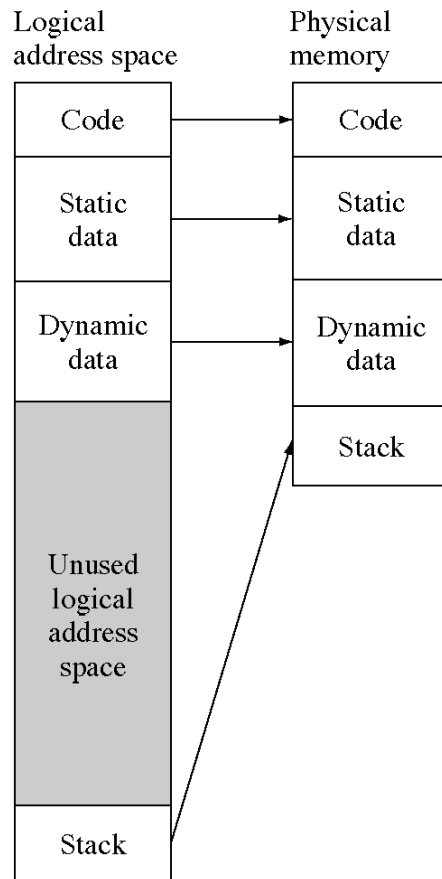 Logical
address space
Code
Static
data
Dynamic
data
Unused
logical
address
space
Stack
Physical
memory
Code
Static
data
Dynamic
data
Stack